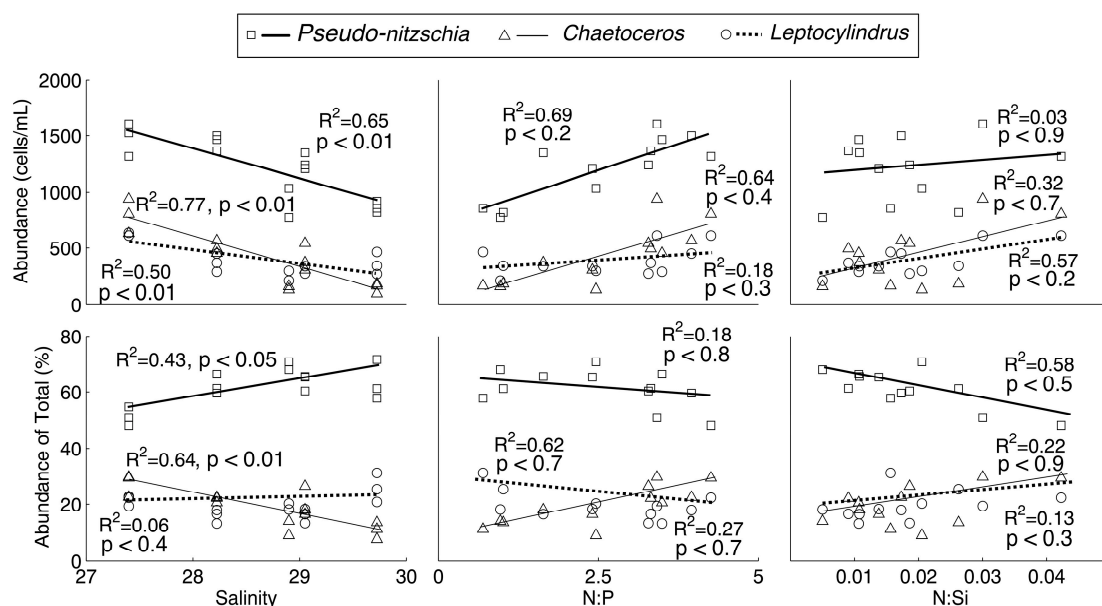 Pseudo-nitzschia Chaetoceros Leptocylindrus
Abundance (cells/mL)
2000
1500
1000
500
0
R²=0.65
p < 0.01
R²=0.77, p < 0.01
R²=0.50
p < 0.01
R²=0.69
p < 0.2
R²=0.64
p < 0.4
R²=0.18
p < 0.3
R²=0.03
p < 0.9
R²=0.32
p < 0.7
R²=0.57
p < 0.2
Abundance of Total (%)
80
60
40
20
0
R²=0.43, p < 0.05
R²=0.64, p < 0.01
R²=0.06
p < 0.4
R²=0.18
p < 0.8
R²=0.62
p < 0.7
R²=0.27
p < 0.7
R²=0.58
p < 0.5
R²=0.22
p < 0.9
R²=0.13
p < 0.3
27 28 29 30
Salinity
0 2.5 5
N:P
0.01 0.02 0.03 0.04
N:Si